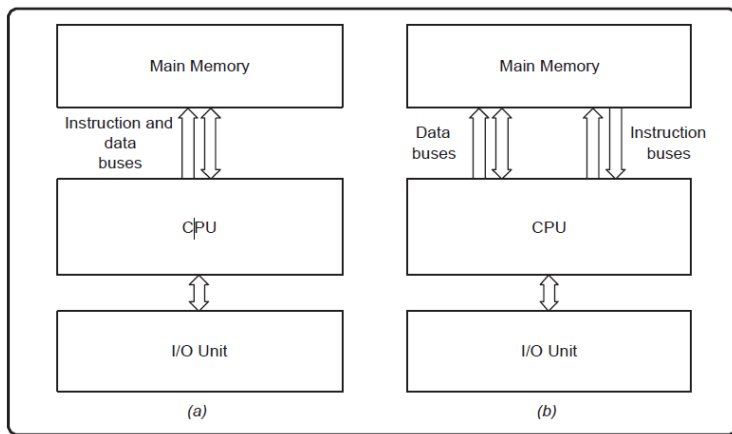 Main Memory
Instruction and
data
buses
CPU
I/O Unit
(a)
Main Memory
Data
buses
Instruction
buses
CPU
I/O Unit
(b)